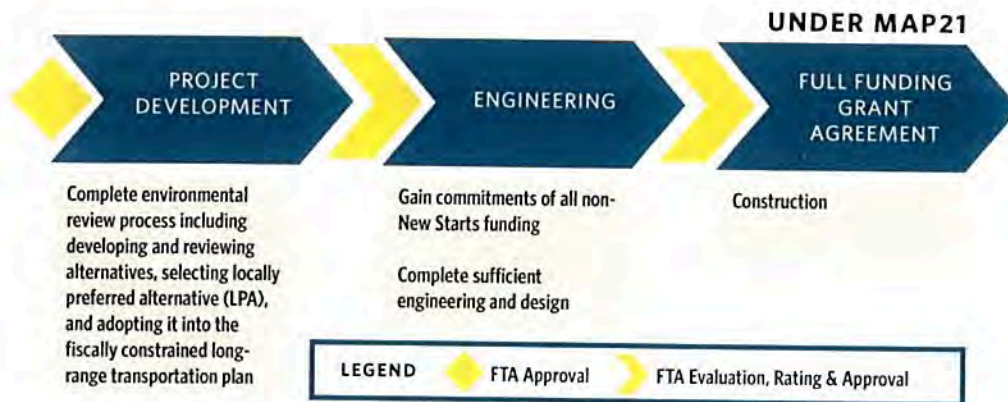 UNDER MAP21
PROJECT
DEVELOPMENT
ENGINEERING
FULL FUNDING
GRANT
AGREEMENT
Complete environmental
review process including
developing and reviewing
alternatives, selecting locally
preferred alternative (LPA),
and adopting it into the
fiscally constrained long-
range transportation plan
Gain commitments of all non-
New Starts funding
Complete sufficient
engineering and design
Construction
LEGEND
FTA Approval
FTA Evaluation, Rating & Approval